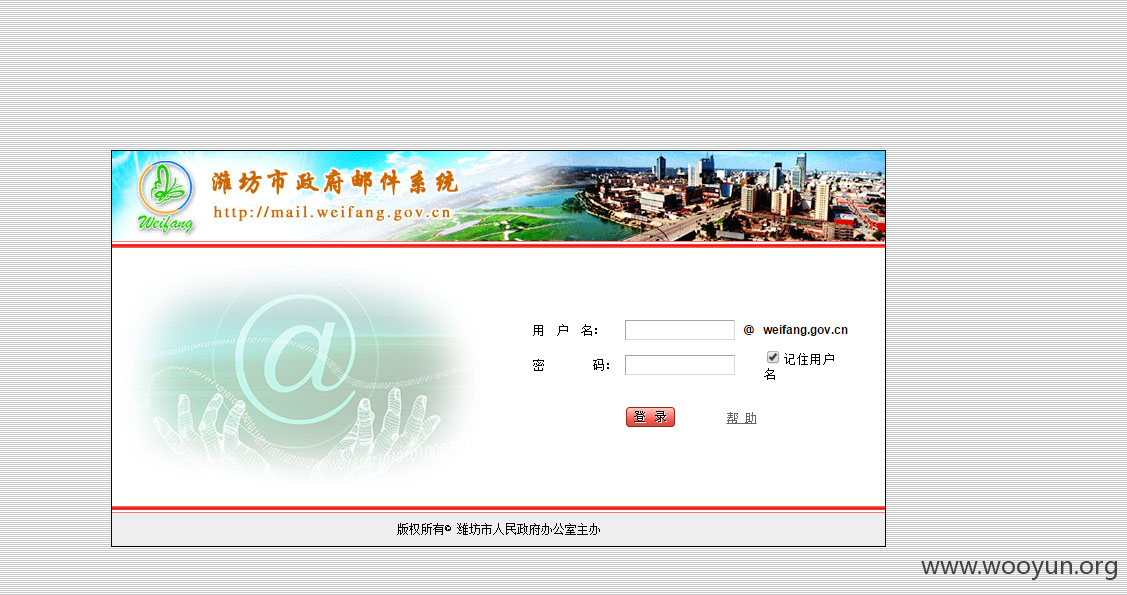 潍坊市政府邮件系统
http://mail.weifang.gov.cn
Weifang
用 户 名：
@ weifang.gov.cn
密 码：
记住用户
名
登 录
帮 助
版权所有© 潍坊市人民政府办公室主办
www.wooyun.org